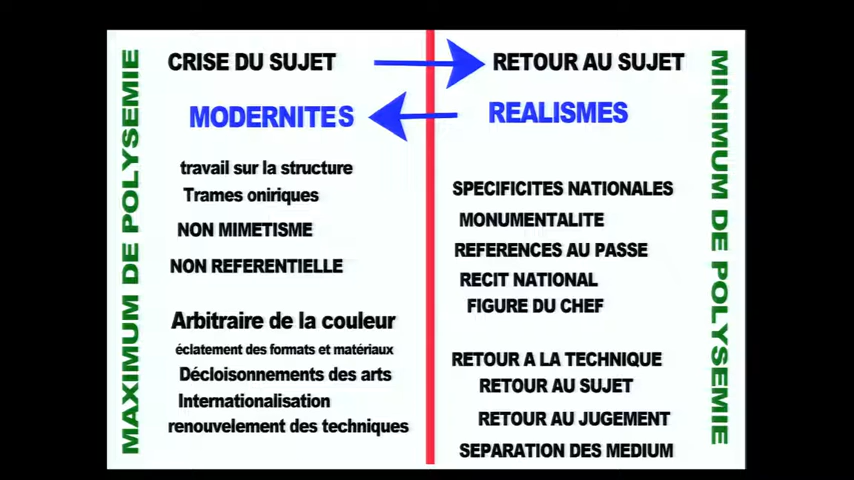 MAXIMUM DE POLYSEMIE
CRISE DU SUJET
MODERNITES
travail sur la structure
Trames oniriques
NON MIMETISME
NON REFERENTIELLE
Arbitraire de la couleur
éclatement des formats et matériaux
Décloisonnements des arts
Internationalisation
renouvelement des techniques
RETOUR AU SUJET
REALISMES
SPECIFICITES NATIONALES
MONUMENTALITE
REFERENCES AU PASSE
RECIT NATIONAL
FIGURE DU CHEF
RETOUR A LA TECHNIQUE
RETOUR AU SUJET
RETOUR AU JUGEMENT
SEPARATION DES MEDIUM
MINIMUM DE POLYSEMIE